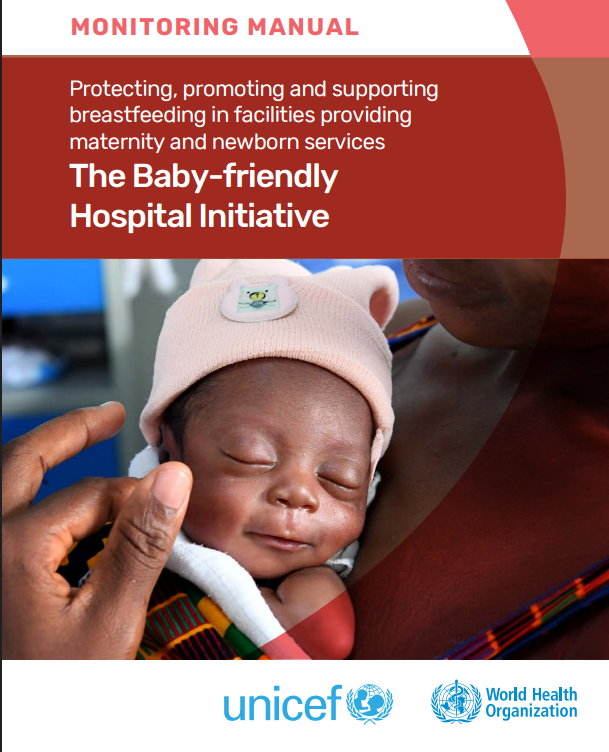 MONITORING MANUAL
Protecting, promoting and supporting
breastfeeding in facilities providing
maternity and newborn services
The Baby-friendly
Hospital Initiative
unicef
World Health
Organization